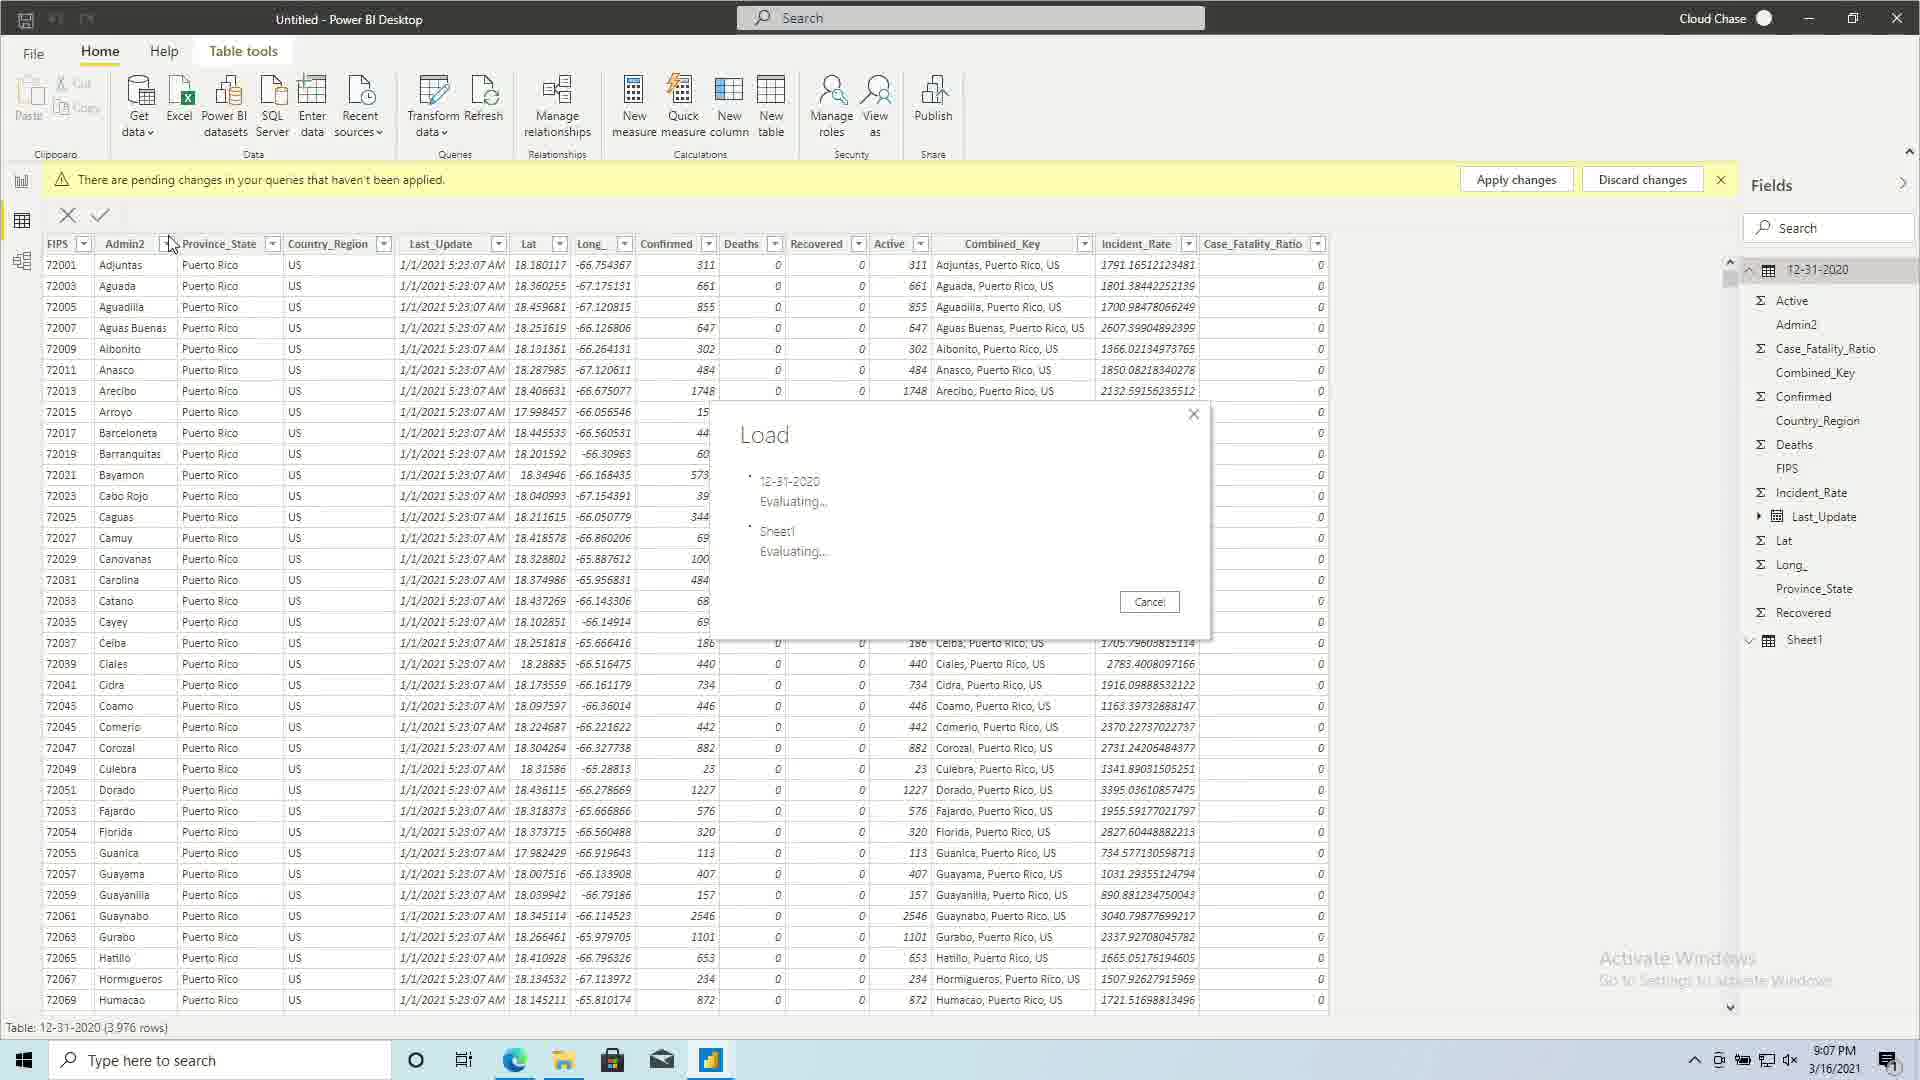 Untitled - Power BI Desktop
Search
Cloud Chase
File
Home
Help
Table tools
Paste
Cut
Copy
Get data
Excel
Power BI datasets
SQL Server
Enter data
Recent sources
Transform data
Refresh
Manage relationships
New measure
Quick measure
New column
New table
Manage roles
View as
Publish
Clipboard
Data
Queries
Relationships
Calculations
Security
Share
There are pending changes in your queries that haven't been applied.
Apply changes
Discard changes
FIPS Admin2 Province_State Country_Region Last_Update Lat Long_ Confirmed Deaths Recovered Active Combined_Key Incident_Rate Case_Fatality_Ratio
72001 Adjuntas Puerto Rico US 1/1/2021 5:23:07 AM 18.180117 -66.754367 311 0 0 311 Adjuntas, Puerto Rico, US 1791.16512123481 0
72003 Aguada Puerto Rico US 1/1/2021 5:23:07 AM 18.360255 -67.175131 661 0 0 661 Aguada, Puerto Rico, US 1801.38442252139 0
72005 Aguadilla Puerto Rico US 1/1/2021 5:23:07 AM 18.459681 -67.120815 855 0 0 855 Aguadilla, Puerto Rico, US 1700.98478066249 0
72007 Aguas Buenas Puerto Rico US 1/1/2021 5:23:07 AM 18.251619 -66.126806 647 0 0 647 Aguas Buenas, Puerto Rico, US 2607.39904892399 0
72009 Aibonito Puerto Rico US 1/1/2021 5:23:07 AM 18.131361 -66.264131 302 0 0 302 Aibonito, Puerto Rico, US 1366.02134973765 0
72011 Anasco Puerto Rico US 1/1/2021 5:23:07 AM 18.287985 -67.120611 484 0 0 484 Anasco, Puerto Rico, US 1850.08218340278 0
72013 Arecibo Puerto Rico US 1/1/2021 5:23:07 AM 18.406631 -66.675077 1748 0 0 1748 Arecibo, Puerto Rico, US 2132.59156235512 0
72015 Arroyo Puerto Rico US 1/1/2021 5:23:07 AM 17.998457 -66.056546 15 0
72017 Barceloneta Puerto Rico US 1/1/2021 5:23:07 AM 18.445533 -66.560531 44 0
72019 Barranquitas Puerto Rico US 1/1/2021 5:23:07 AM 18.201592 -66.30963 60 0
72021 Bayamon Puerto Rico US 1/1/2021 5:23:07 AM 18.34946 -66.168435 573 0
72023 Cabo Rojo Puerto Rico US 1/1/2021 5:23:07 AM 18.040993 -67.154391 39 0
72025 Caguas Puerto Rico US 1/1/2021 5:23:07 AM 18.211615 -66.050779 344 0
72027 Camuy Puerto Rico US 1/1/2021 5:23:07 AM 18.418578 -66.860206 69 0
72029 Canovanas Puerto Rico US 1/1/2021 5:23:07 AM 18.328802 -65.887612 100 0
72031 Carolina Puerto Rico US 1/1/2021 5:23:07 AM 18.374986 -65.956831 484 0
72033 Catano Puerto Rico US 1/1/2021 5:23:07 AM 18.437269 -66.143306 68 0
72035 Cayey Puerto Rico US 1/1/2021 5:23:07 AM 18.102851 -66.14914 69 0
72037 Ceiba Puerto Rico US 1/1/2021 5:23:07 AM 18.251818 -65.666416 186 0 0 186 Ceiba, Puerto Rico, US 1705.79603815114 0
72039 Ciales Puerto Rico US 1/1/2021 5:23:07 AM 18.28885 -66.516475 440 0 0 440 Ciales, Puerto Rico, US 2783.4008097166 0
72041 Cidra Puerto Rico US 1/1/2021 5:23:07 AM 18.173559 -66.161179 734 0 0 734 Cidra, Puerto Rico, US 1916.09888532122 0
72043 Coamo Puerto Rico US 1/1/2021 5:23:07 AM 18.097597 -66.36014 446 0 0 446 Coamo, Puerto Rico, US 1163.39732888147 0
72045 Comerio Puerto Rico US 1/1/2021 5:23:07 AM 18.224687 -66.221622 442 0 0 442 Comerio, Puerto Rico, US 2370.22737022737 0
72047 Corozal Puerto Rico US 1/1/2021 5:23:07 AM 18.304264 -66.327738 882 0 0 882 Corozal, Puerto Rico, US 2731.24206484377 0
72049 Culebra Puerto Rico US 1/1/2021 5:23:07 AM 18.31586 -65.28813 23 0 0 23 Culebra, Puerto Rico, US 1341.89031505251 0
72051 Dorado Puerto Rico US 1/1/2021 5:23:07 AM 18.436115 -66.278669 1227 0 0 1227 Dorado, Puerto Rico, US 3395.03610857475 0
72053 Fajardo Puerto Rico US 1/1/2021 5:23:07 AM 18.318373 -65.666866 576 0 0 576 Fajardo, Puerto Rico, US 1955.59177021797 0
72054 Florida Puerto Rico US 1/1/2021 5:23:07 AM 18.373715 -66.560488 320 0 0 320 Florida, Puerto Rico, US 2827.60448882213 0
72055 Guanica Puerto Rico US 1/1/2021 5:23:07 AM 17.982429 -66.919643 113 0 0 113 Guanica, Puerto Rico, US 734.577130598713 0
72057 Guayama Puerto Rico US 1/1/2021 5:23:07 AM 18.007516 -66.133908 407 0 0 407 Guayama, Puerto Rico, US 1031.29355124794 0
72059 Guayanilla Puerto Rico US 1/1/2021 5:23:07 AM 18.039942 -66.79186 157 0 0 157 Guayanilla, Puerto Rico, US 890.881234750043 0
72061 Guaynabo Puerto Rico US 1/1/2021 5:23:07 AM 18.345114 -66.114523 2546 0 0 2546 Guaynabo, Puerto Rico, US 3040.79877699217 0
72063 Gurabo Puerto Rico US 1/1/2021 5:23:07 AM 18.266461 -65.979705 1101 0 0 1101 Gurabo, Puerto Rico, US 2337.92708045782 0
72065 Hatillo Puerto Rico US 1/1/2021 5:23:07 AM 18.410928 -66.796326 653 0 0 653 Hatillo, Puerto Rico, US 1665.05176194605 0
72067 Hormigueros Puerto Rico US 1/1/2021 5:23:07 AM 18.134532 -67.113972 234 0 0 234 Hormigueros, Puerto Rico, US 1507.92627915969 0
72069 Humacao Puerto Rico US 1/1/2021 5:23:07 AM 18.145211 -65.810174 872 0 0 872 Humacao, Puerto Rico, US 1721.51698813496 0
Load
12-31-2020
Evaluating...
Sheet1
Evaluating...
Cancel
Fields
Search
12-31-2020
Active
Admin2
Case_Fatality_Ratio
Combined_Key
Confirmed
Country_Region
Deaths
FIPS
Incident_Rate
Last_Update
Lat
Long_
Province_State
Recovered
Sheet1
Activate Windows
Go to Settings to activate Windows.
Table: 12-31-2020 (3,976 rows)
Type here to search
9:07 PM
3/16/2021
1